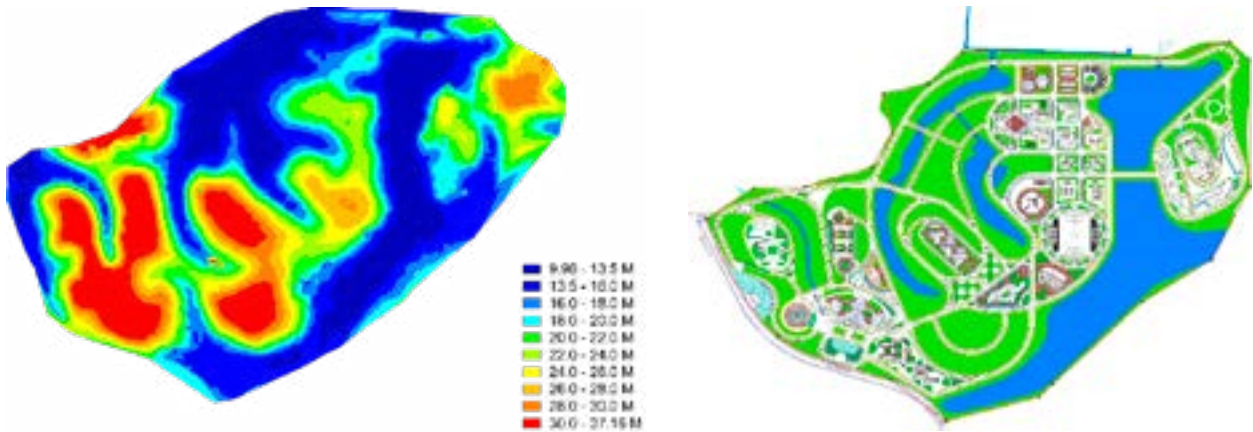 9.96 - 13.5 M
13.5 - 16.0 M
16.0 - 18.0 M
18.0 - 20.0 M
20.0 - 22.0 M
22.0 - 24.0 M
24.0 - 26.0 M
26.0 - 28.0 M
28.0 - 30.0 M
30.0 - 37.16 M